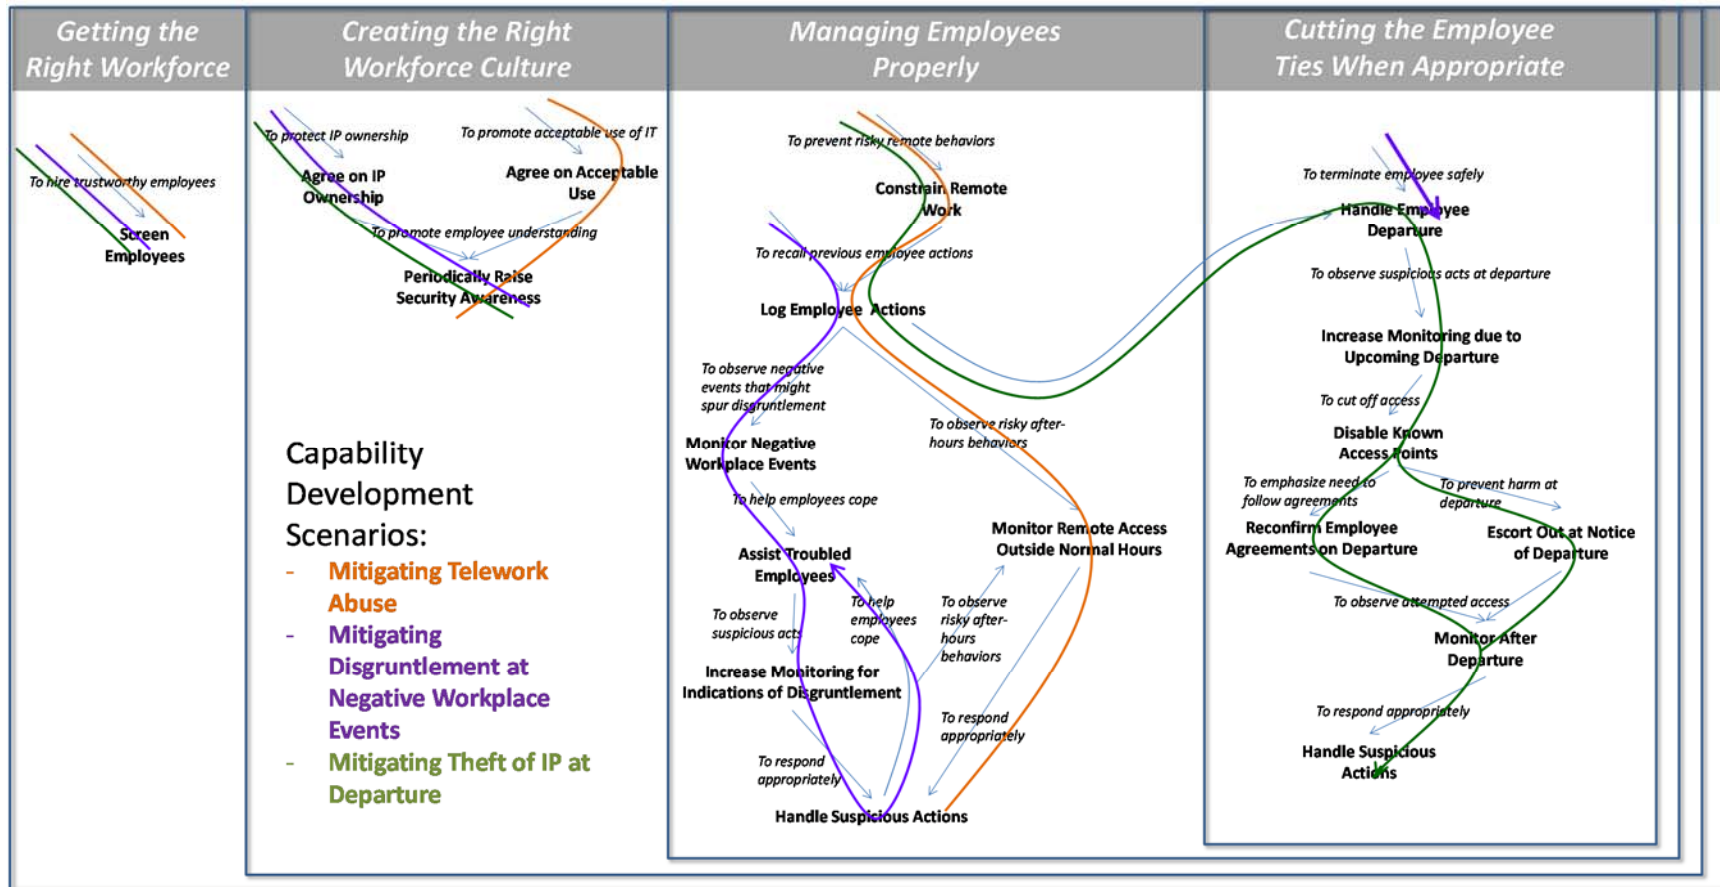 Getting the
Right Workforce
Creating the Right
Workforce Culture
Managing Employees
Properly
Cutting the Employee
Ties When Appropriate
To hire trustworthy employees
Screen
Employees
To protect IP ownership
To promote acceptable use of IT
Agree on IP
Ownership
Agree on Acceptable
Use
To promote employee understanding
Periodically Raise
Security Awareness
Capability
Development
Scenarios:
- Mitigating Telework
Abuse
- Mitigating
Disgruntlement at
Negative Workplace
Events
- Mitigating Theft of IP at
Departure
To prevent risky remote behaviors
Constrain Remote
Work
To recall previous employee actions
Log Employee Actions
To observe negative
events that might
spur disgruntlement
To observe risky after-
hours behaviors
Monitor Negative
Workplace Events
To help employees cope
Monitor Remote Access
Outside Normal Hours
Assist Troubled
Employees
To observe
suspicious acts
To help
employees
cope
To observe
risky after-
hours
behaviors
Increase Monitoring for
Indications of Disgruntlement
To respond
appropriately
To respond
appropriately
Handle Suspicious Actions
To terminate employee safely
Handle Employee
Departure
To observe suspicious acts at departure
Increase Monitoring due to
Upcoming Departure
To cut off access
Disable Known
Access Points
To emphasize need to
follow agreements
To prevent harm at
departure
Reconfirm Employee
Agreements on Departure
Escort Out at Notice
of Departure
To observe attempted access
Monitor After
Departure
To respond appropriately
Handle Suspicious
Actions